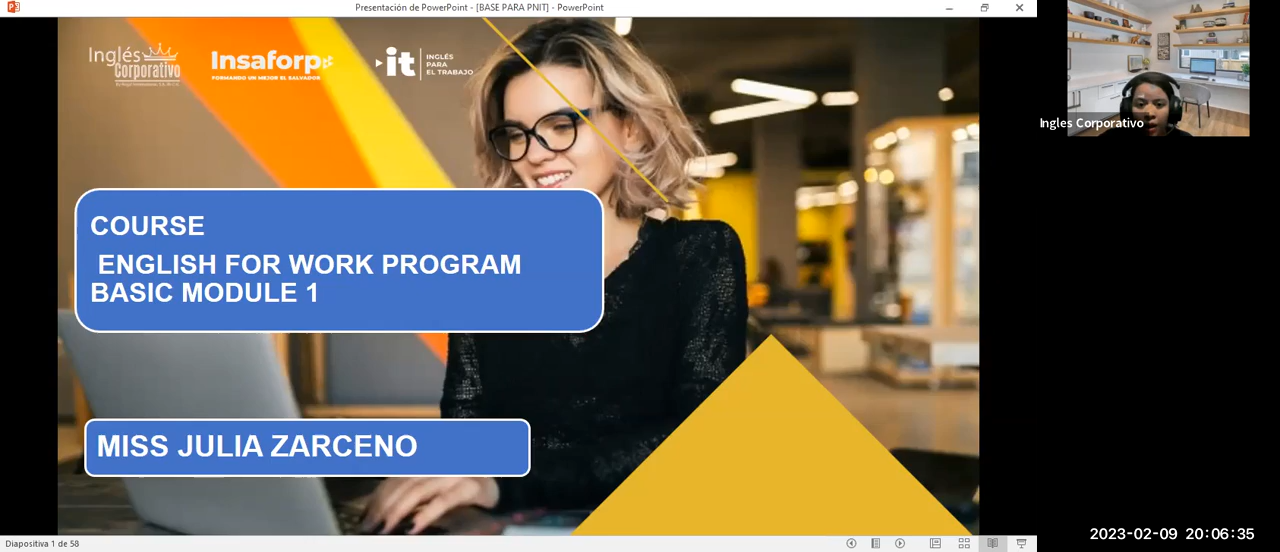 Presentación de PowerPoint - [BASE PARA PNIT] - PowerPoint
Inglés
Corporativo
Insaforp
FORMANDO UN MEJOR EL SALVADOR
it
INGLÉS
PARA
EL TRABAJO
Ingles Corporativo
COURSE
ENGLISH FOR WORK PROGRAM
BASIC MODULE 1
MISS JULIA ZARCENO
2023-02-09 20:06:35
Diapositiva 1 de 58